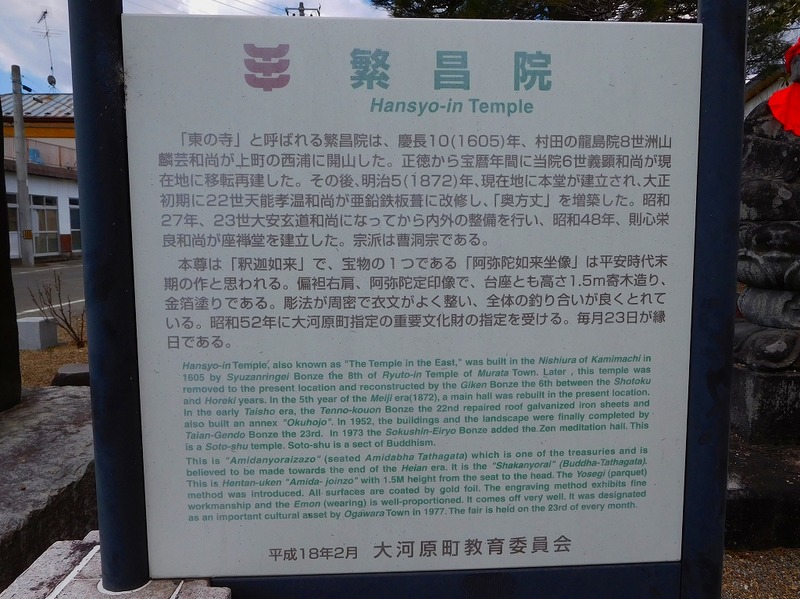 繁昌院
Hansyo-in Temple
「東の寺」と呼ばれる繁昌院は、慶長10(1605)年、村田の龍島院8世洲山
麟芸和尚が上町の西浦に開山した。正徳から宝暦年間に当院6世義顕和尚が現
在地に移転再建した。その後、明治5(1872)年、現在地に本堂が建立され、大正
初期に22世天能孝温和尚が亜鉛鉄板葺に改修し、「奥方丈」を増築した。昭和
27年、23世大安玄道和尚になってから内外の整備を行い、昭和48年、則心栄
良和尚が座禅堂を建立した。宗派は曹洞宗である。
本尊は「釈迦如来」で、宝物の1つである「阿弥陀如来坐像」は平安時代末
期の作と思われる。偏袒右肩、阿弥陀定印像で、台座とも高さ1.5m寄木造り、
金箔塗りである。彫法が周密で衣文がよく整い、全体の釣り合いが良くとれて
いる。昭和52年に大河原町指定の重要文化財の指定を受ける。毎月23日が縁
日である。
Hansyo-in Temple, also known as "The Temple in the East," was built in the Nishiura of Kamimachi in
1605 by Syuzanringei Bonze the 8th of Ryuto-in Temple of Murata Town. Later , this temple was
removed to the present location and reconstructed by the Giken Bonze the 6th between the Shotoku
and Horeki years. In the 5th year of the Meiji era(1872), a main hall was rebuilt in the present location.
In the early Taisho era, the Tenno-kouon Bonze the 22nd repaired roof galvanized iron sheets and
also built an annex "Okuhojo". In 1952, the buildings and the landscape were finally completed by
Taian-Gendo Bonze the 23rd. In 1973 the Sokushin-Eiryo Bonze added the Zen meditation hall. This
is a Soto-shu temple. Soto-shu is a sect of Buddhism.
This is "Amidanyoraizazo" (seated Amidabha Tathagata) which is one of the treasures and is
believed to be made towards the end of the Heian era. It is the "Shakanyorai" (Buddha-Tathagata).
This is Hentan-uken "Amida- joinzo" with 1.5M height from the seat to the head. The Yosegi (parquet)
method was introduced. All surfaces are coated by gold foil. The engraving method exhibits fine
workmanship and the Emon (wearing) is well-proportioned. It comes off very well. It was designated
as an important cultural asset by Ogawara Town in 1977. The fair is held on the 23rd of every month.
平成18年2月 大河原町教育委員会